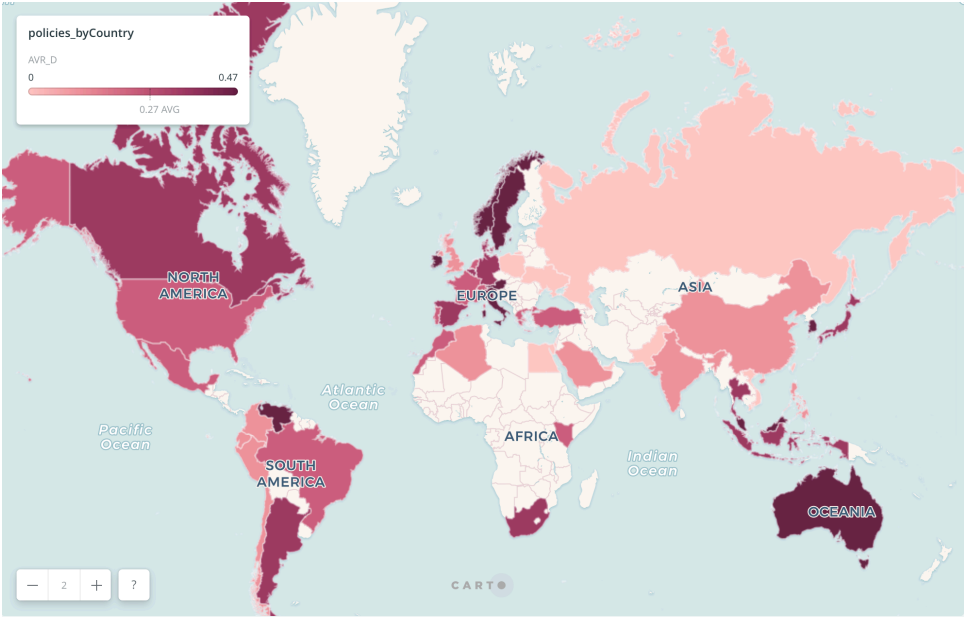 policies_byCountry
AVR_D
0 0.47
0.27 AVG
NORTH
AMERICA
EUROPE
ASIA
Atlantic
Ocean
Pacific
Ocean
AFRICA
Indian
Ocean
SOUTH
AMERICA
OCEANIA
− 2 + ?
CARTO